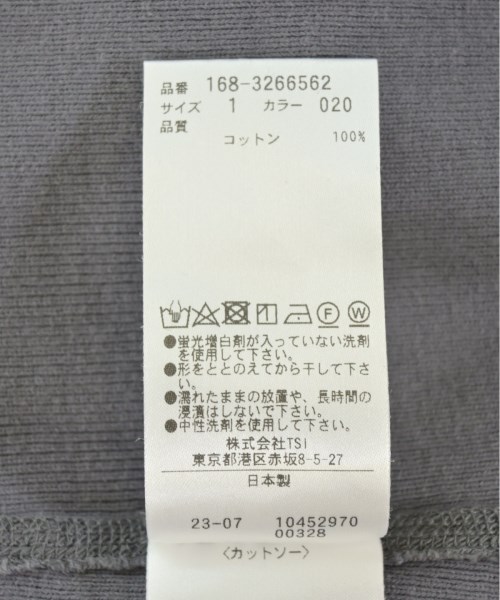 品番 168-3266562
サイズ 1 カラー 020
品質
コットン 100%
F W
●蛍光増白剤が入っていない洗剤
を使用して下さい。
●形をととのえてから干して下さ
い。
●濡れたままの放置や、長時間の
浸漬はしないで下さい。
●中性洗剤を使用して下さい。
株式会社TSI
東京都港区赤坂8-5-27
日本製
23-07 10452970
00328
〈カットソー〉